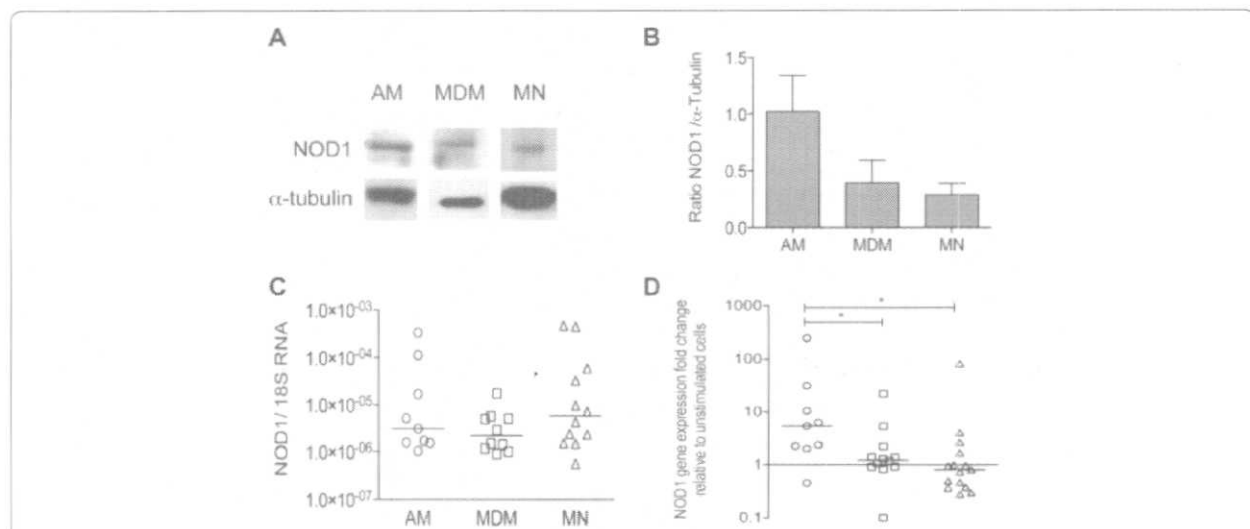 A
AM MDM MN
NOD1
α-tubulin
B
Ratio NOD1 /α-Tubulin
1.5
1.0
0.5
0.0
AM MDM MN
C
NOD1/ 18S RNA
1.0×10-03
1.0×10-04
1.0×10-05
1.0×10-06
1.0×10-07
AM MDM MN
D
NOD1 gene expression fold change
relative to unstimulated cells
1000
100
10
1
0.1
* *